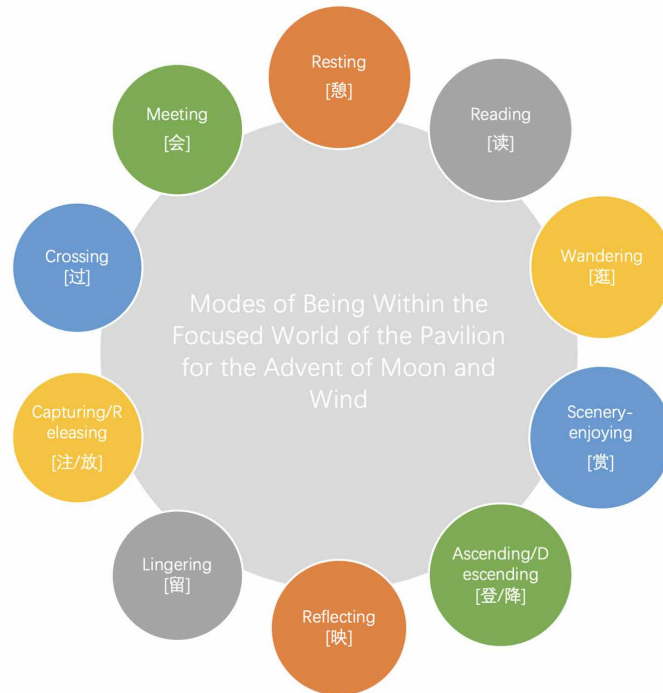 Resting
[憩]
Reading
[读]
Wandering
[逛]
Scenery-
enjoying
[赏]
Ascending/D
escending
[登/降]
Reflecting
[映]
Lingering
[留]
Capturing/R
eleasing
[注/放]
Crossing
[过]
Meeting
[会]
Modes of Being Within the
Focused World of the Pavilion
for the Advent of Moon and
Wind